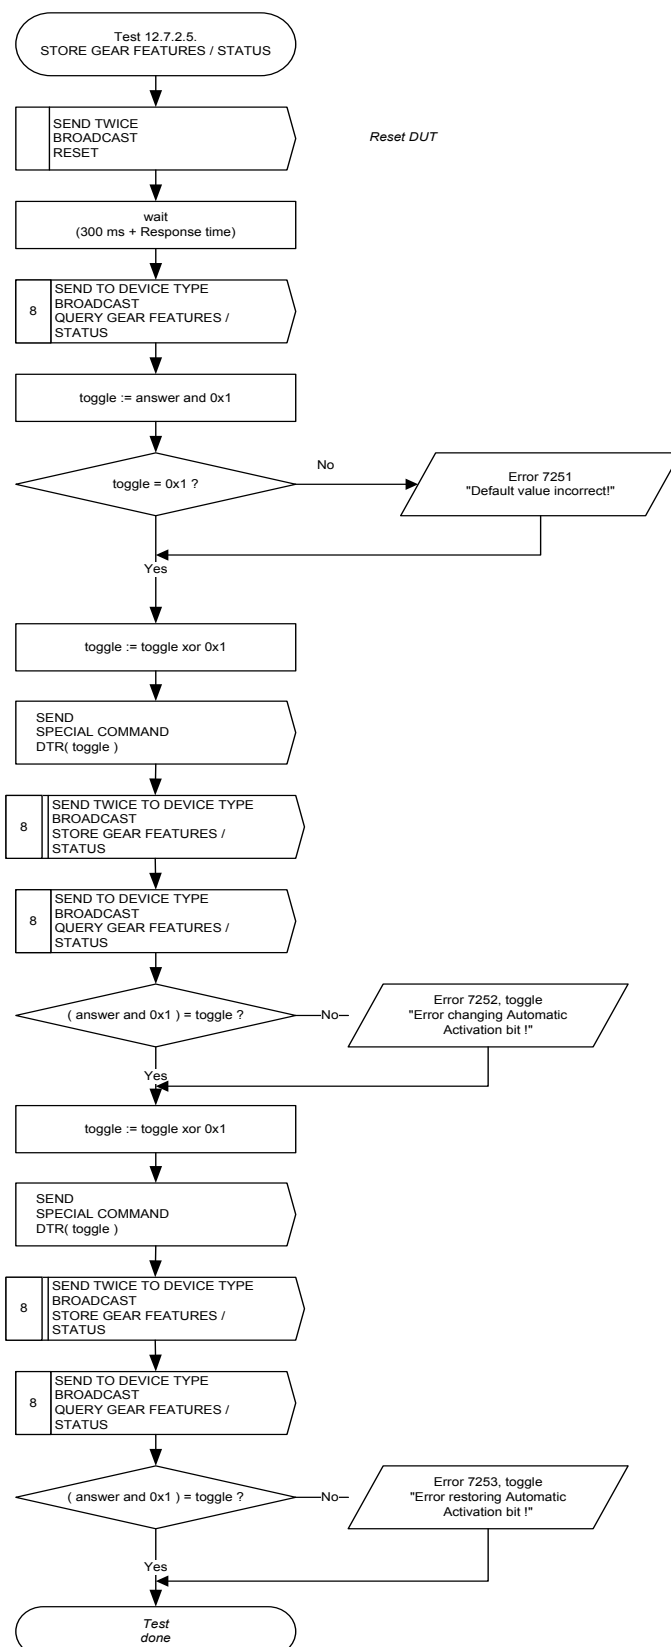 Test 12.7.2.5.
STORE GEAR FEATURES / STATUS
SEND TWICE
BROADCAST
RESET
Reset DUT
wait
(300 ms + Response time)
8
SEND TO DEVICE TYPE
BROADCAST
QUERY GEAR FEATURES /
STATUS
toggle := answer and 0x1
toggle = 0x1 ?
No
Error 7251
"Default value incorrect!"
Yes
toggle := toggle xor 0x1
SEND
SPECIAL COMMAND
DTR( toggle )
8
SEND TWICE TO DEVICE TYPE
BROADCAST
STORE GEAR FEATURES /
STATUS
8
SEND TO DEVICE TYPE
BROADCAST
QUERY GEAR FEATURES /
STATUS
( answer and 0x1 ) = toggle ?
No
Error 7252, toggle
"Error changing Automatic
Activation bit !"
Yes
toggle := toggle xor 0x1
SEND
SPECIAL COMMAND
DTR( toggle )
8
SEND TWICE TO DEVICE TYPE
BROADCAST
STORE GEAR FEATURES /
STATUS
8
SEND TO DEVICE TYPE
BROADCAST
QUERY GEAR FEATURES /
STATUS
( answer and 0x1 ) = toggle ?
No
Error 7253, toggle
"Error restoring Automatic
Activation bit !"
Yes
Test
done